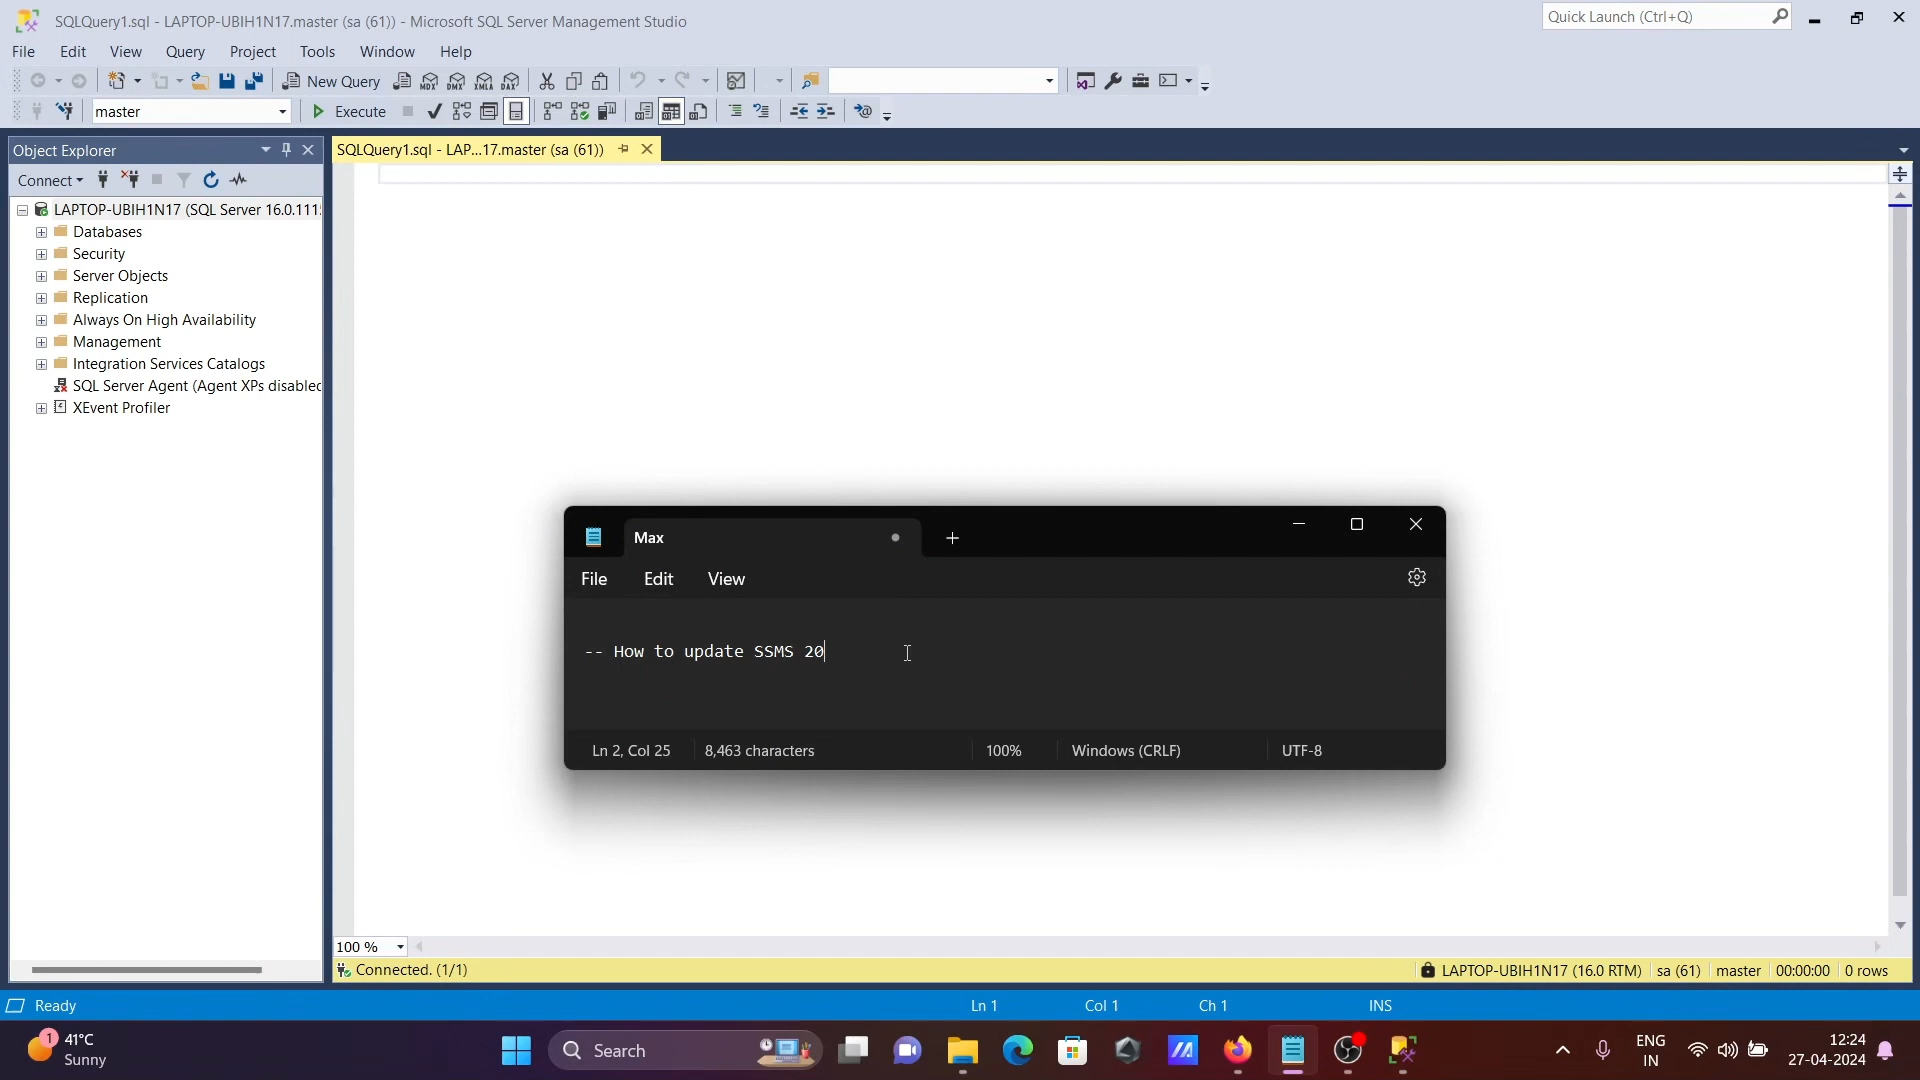 SQLQuery1.sql - LAPTOP-UBIH1N17.master (sa (61)) - Microsoft SQL Server Management Studio
Quick Launch (Ctrl+Q)
File Edit View Query Project Tools Window Help
New Query MDX DMX XMLA DAX
master Execute
Object Explorer
SQLQuery1.sql - LAP...17.master (sa (61))
Connect
LAPTOP-UBIH1N17 (SQL Server 16.0.111
Databases
Security
Server Objects
Replication
Always On High Availability
Management
Integration Services Catalogs
SQL Server Agent (Agent XPs disabled
XEvent Profiler
Max
File Edit View
-- How to update SSMS 20
Ln 2, Col 25 8,463 characters 100% Windows (CRLF) UTF-8
100 %
Connected. (1/1) LAPTOP-UBIH1N17 (16.0 RTM) sa (61) master 00:00:00 0 rows
Ready Ln 1 Col 1 Ch 1 INS
1 41°C
Sunny
Search
ENG
IN
12:24
27-04-2024